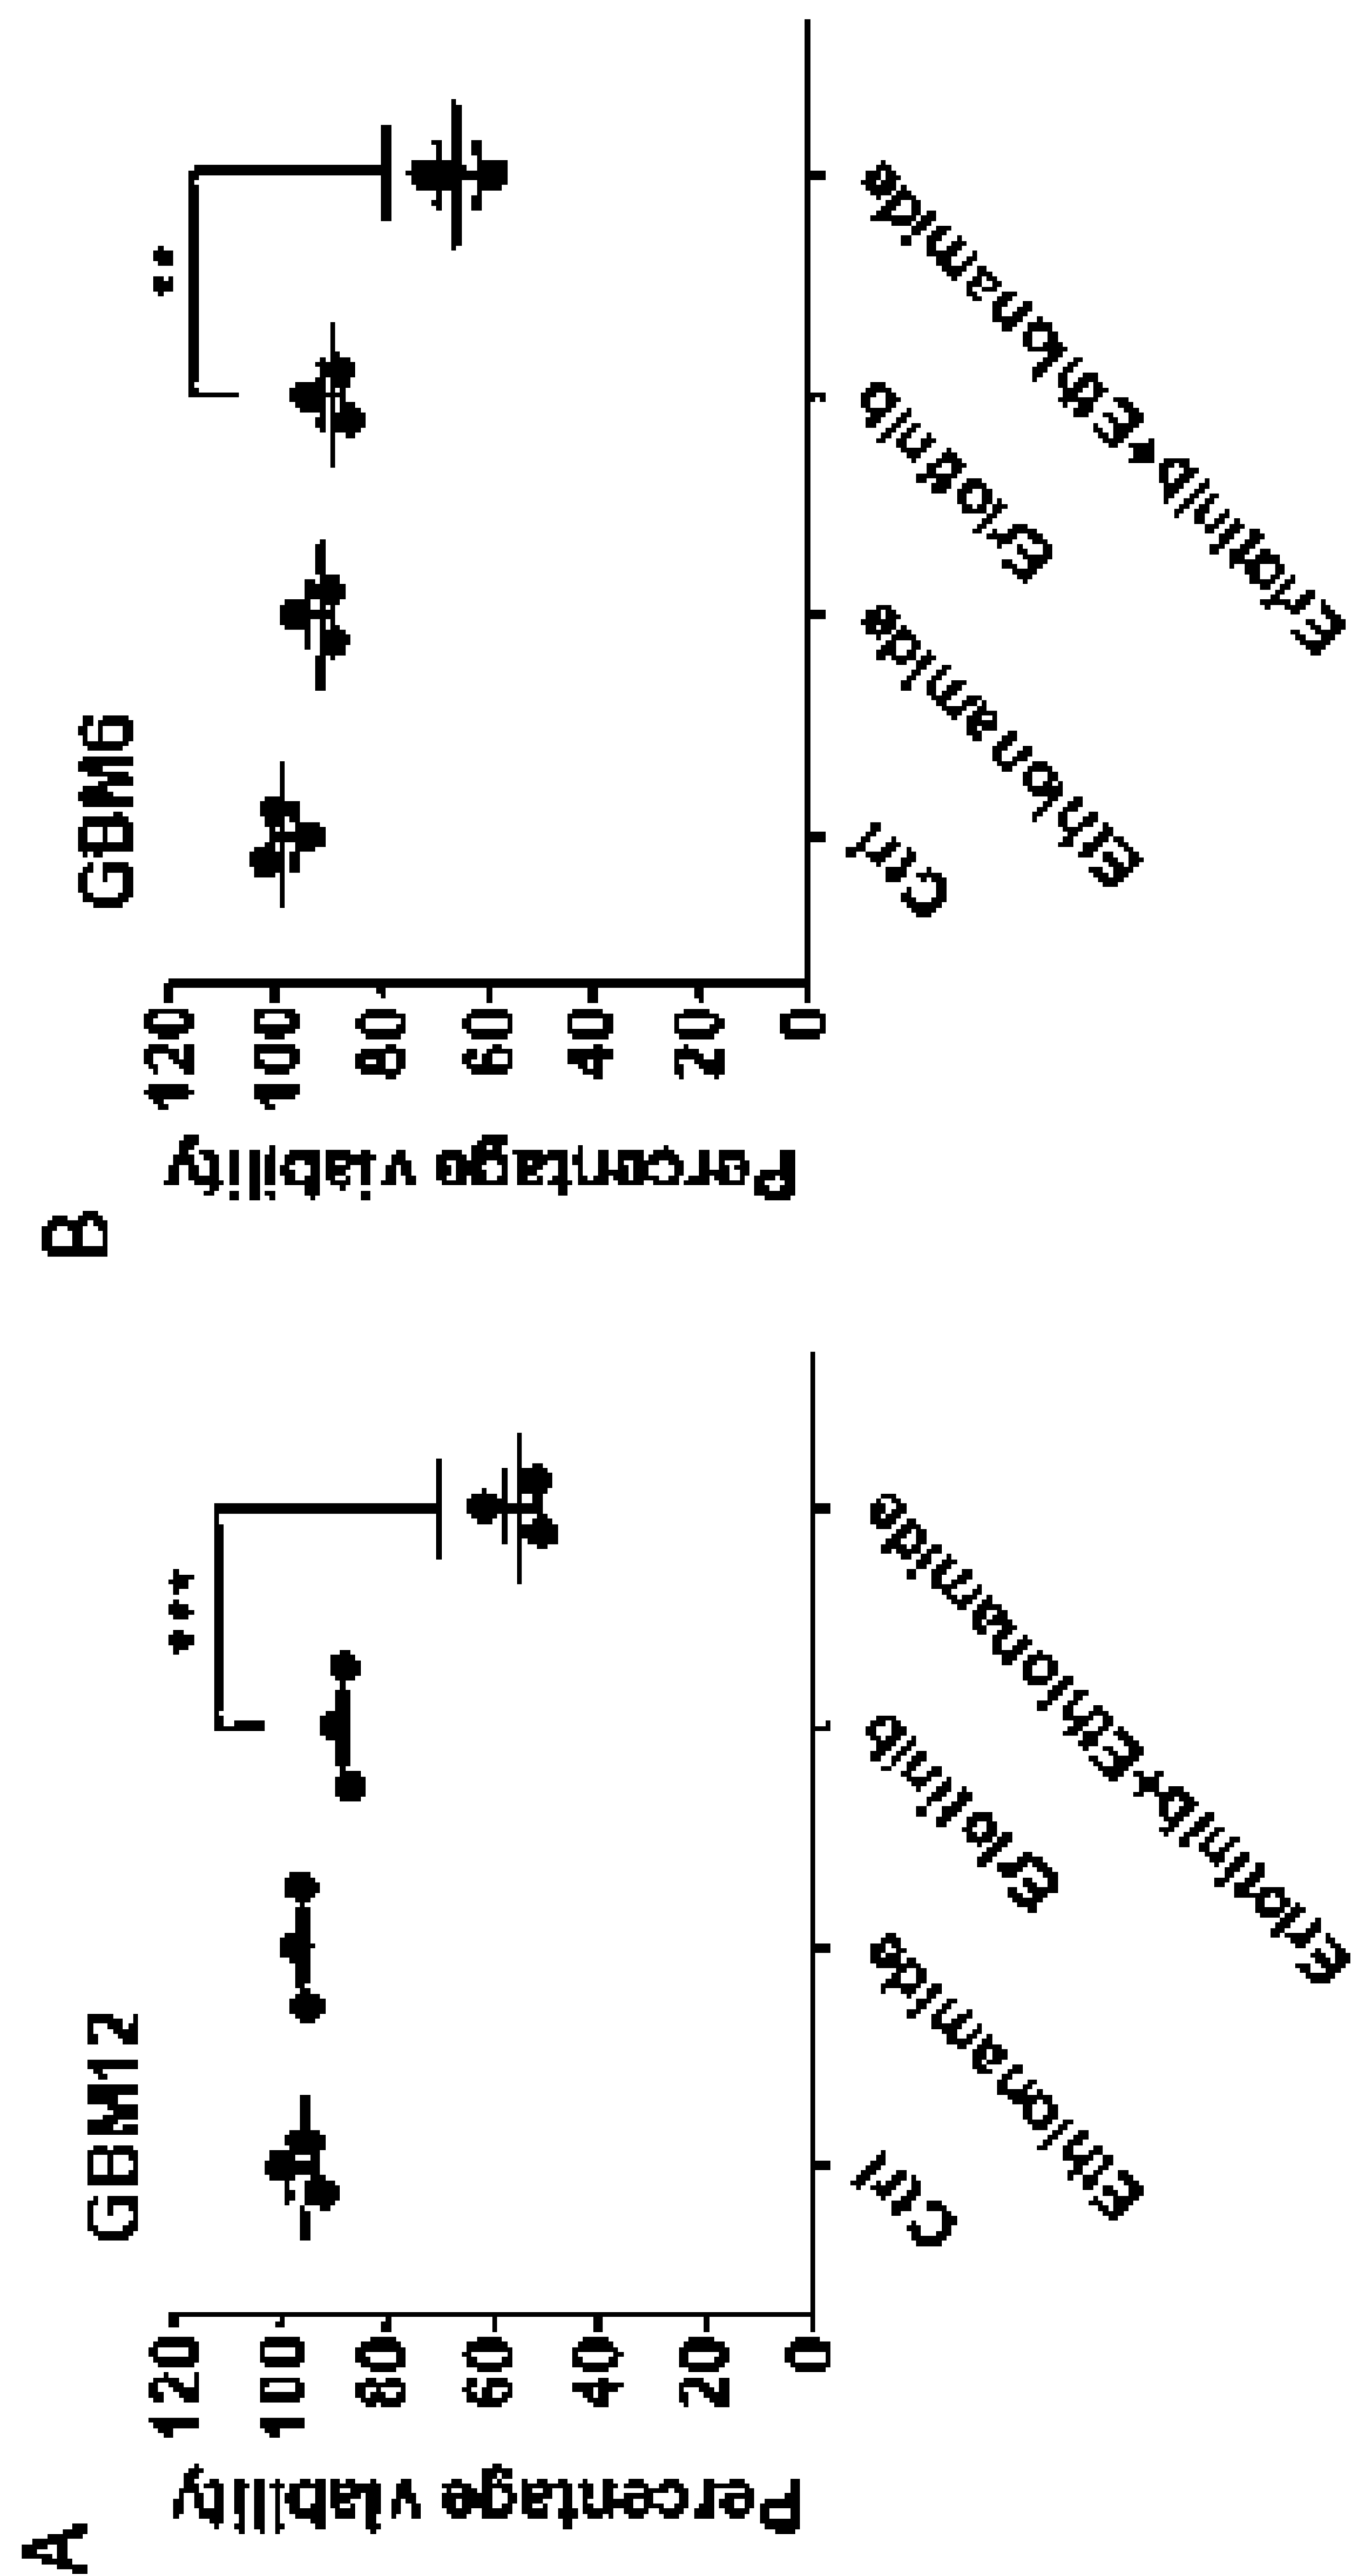 A
GBM12
***
Percentage viability
120
100
80
60
40
20
0
Ctrl
Ethionamide
Erlotinib
Erlotinib+Ethionamide
B
GBM6
**
Percentage viability
120
100
80
60
40
20
0
Ctrl
Ethionamide
Erlotinib
Erlotinib+Ethionamide